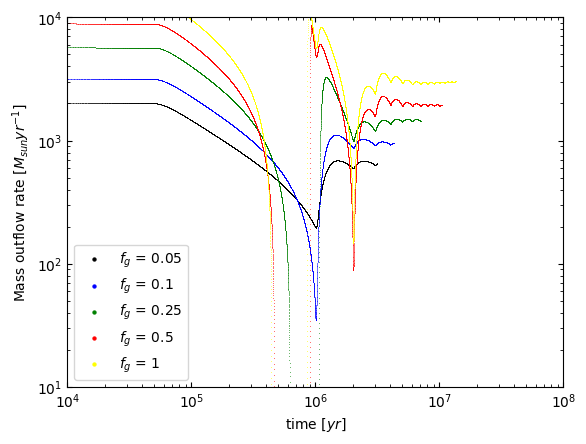 10^4
10^3
10^2
10^1
Mass outflow rate [M_{sun}yr^{-1}]
f_g = 0.05
f_g = 0.1
f_g = 0.25
f_g = 0.5
f_g = 1
10^4 10^5 10^6 10^7 10^8
time [yr]